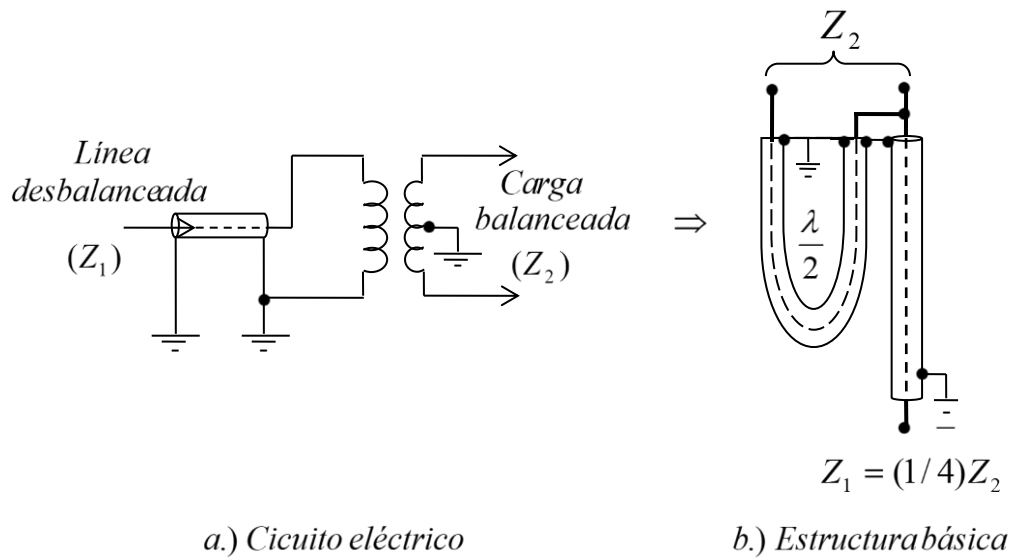 Línea
desbalanceada
(Z₁)
Carga
balanceada
(Z₂)
⇒
Z₂
λ/2
Z₁ = (1/4)Z₂
a.) Cicuito eléctrico
b.) Estructura básica